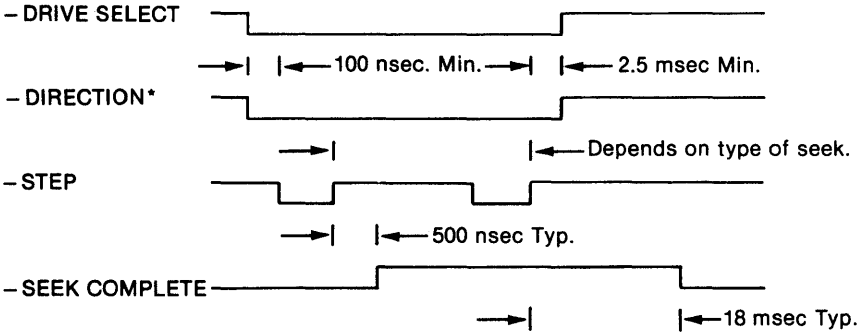 – DRIVE SELECT
100 nsec. Min. 2.5 msec Min.
– DIRECTION*
Depends on type of seek.
– STEP
500 nsec Typ.
– SEEK COMPLETE
18 msec Typ.